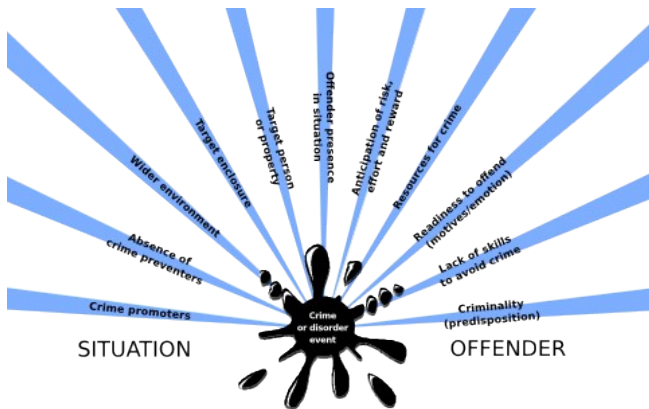 Crime promoters
Absence of
crime preventers
Wider environment
Target enclosure
Target person
or property
Offender presence
in situation
Anticipation of risk,
effort and reward
Resources for crime
Readiness to offend
(motives/emotion)
Lack of skills
to avoid crime
Criminality
(predisposition)
Crime
or disorder
event
SITUATION
OFFENDER